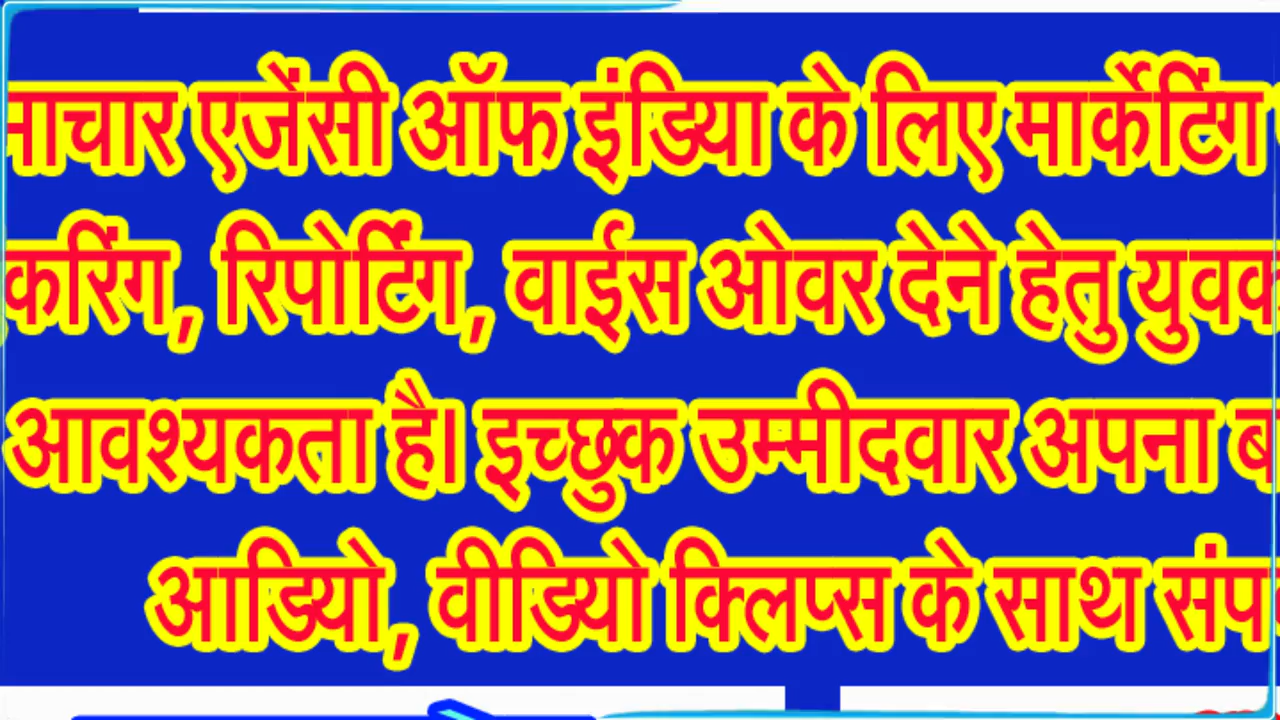 माचार एजेंसी ऑफ इंडिया के लिए मार्केटिंग
करिंग, रिपोर्टिंग, वाईस ओवर देने हेतु युवक
आवश्यकता है। इच्छुक उम्मीदवार अपना ब
आडियो, वीडियो क्लिप्स के साथ संप